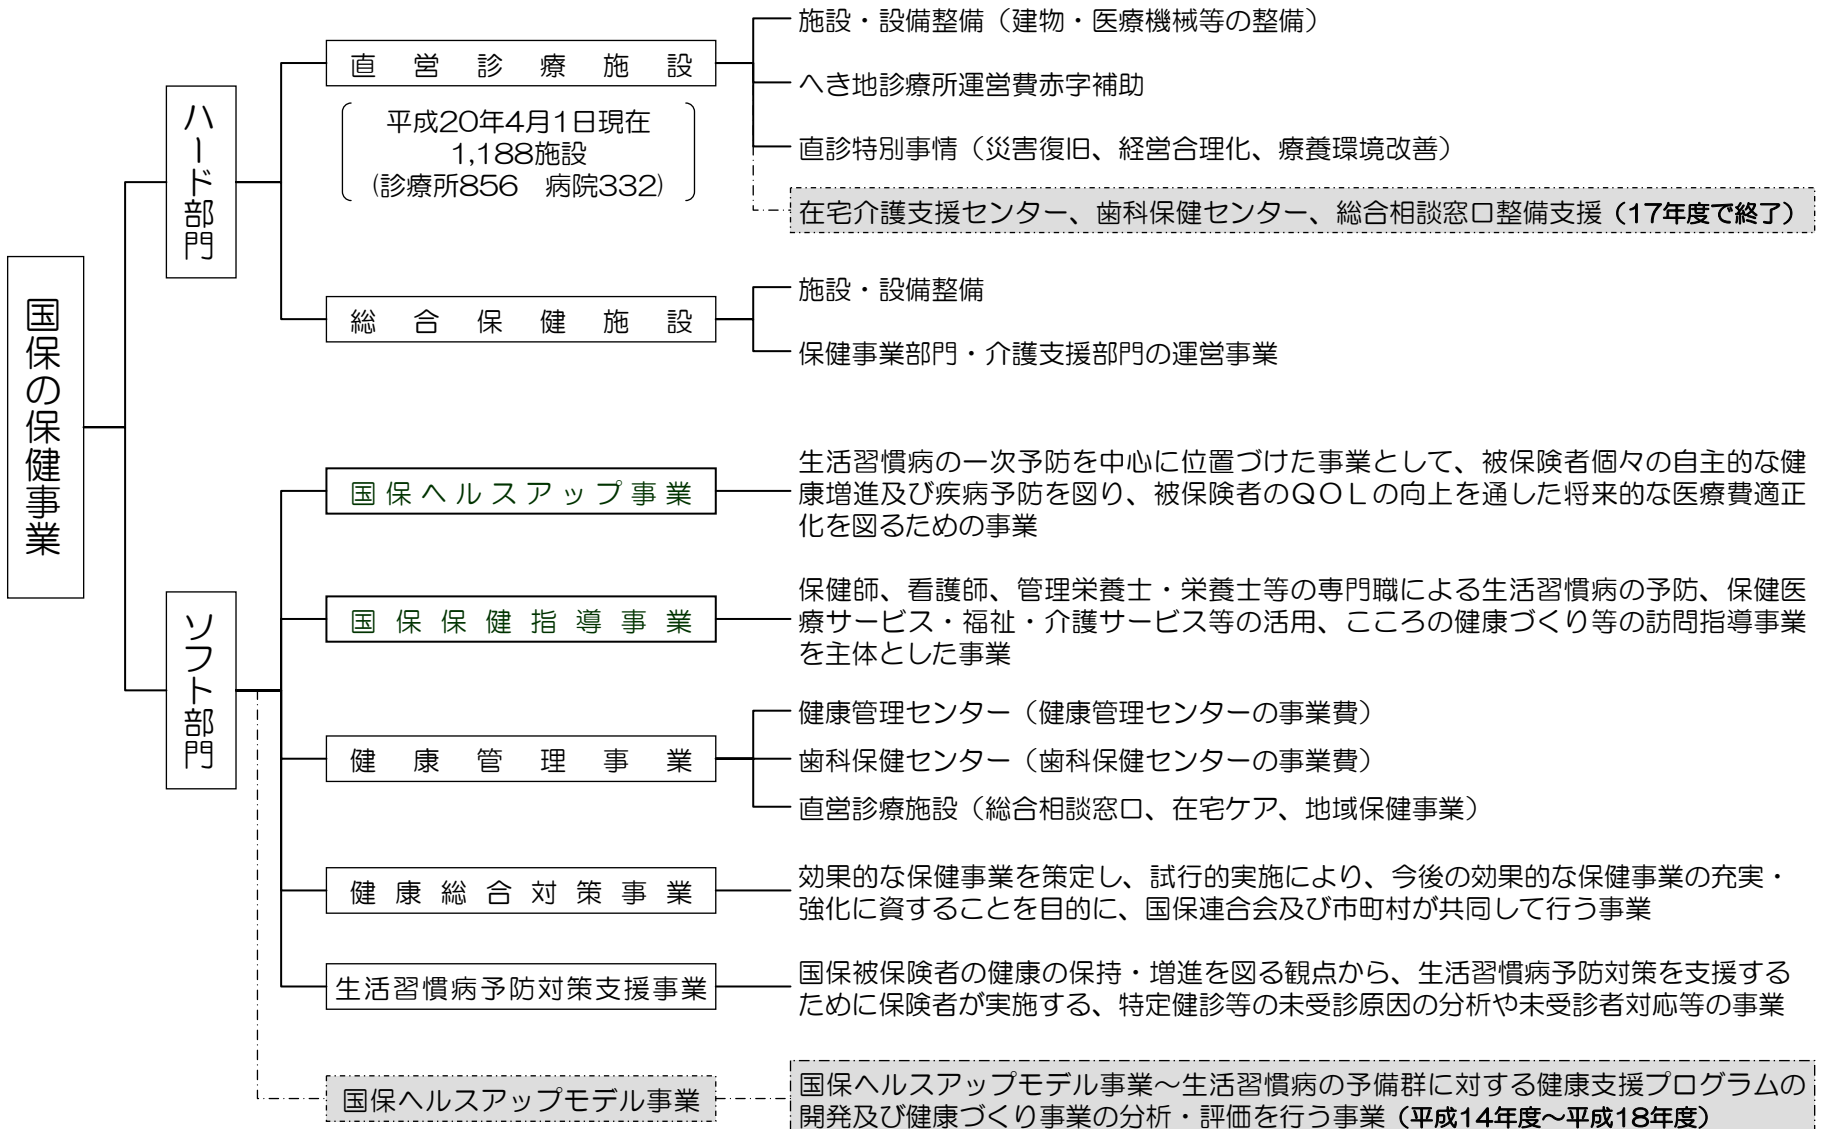 国保の保健事業
ハード部門
直営診療施設
平成20年4月1日現在
1,188施設
(診療所856 病院332)
施設・設備整備（建物・医療機械等の整備）
へき地診療所運営費赤字補助
直診特別事情（災害復旧、経営合理化、療養環境改善）
在宅介護支援センター、歯科保健センター、総合相談窓口整備支援（17年度で終了）
総合保健施設
施設・設備整備
保健事業部門・介護支援部門の運営事業
ソフト部門
国保ヘルスアップ事業
生活習慣病の一次予防を中心に位置づけた事業として、被保険者個々の自主的な健
康増進及び疾病予防を図り、被保険者のＱＯＬの向上を通した将来的な医療費適正
化を図るための事業
国保保健指導事業
保健師、看護師、管理栄養士・栄養士等の専門職による生活習慣病の予防、保健医
療サービス・福祉・介護サービス等の活用、こころの健康づくり等の訪問指導事業
を主体とした事業
健康管理事業
健康管理センター（健康管理センターの事業費）
歯科保健センター（歯科保健センターの事業費）
直営診療施設（総合相談窓口、在宅ケア、地域保健事業）
健康総合対策事業
効果的な保健事業を策定し、試行的実施により、今後の効果的な保健事業の充実・
強化に資することを目的に、国保連合会及び市町村が共同して行う事業
生活習慣病予防対策支援事業
国保被保険者の健康の保持・増進を図る観点から、生活習慣病予防対策を支援する
ために保険者が実施する、特定健診等の未受診原因の分析や未受診者対応等の事業
国保ヘルスアップモデル事業
国保ヘルスアップモデル事業～生活習慣病の予備群に対する健康支援プログラムの
開発及び健康づくり事業の分析・評価を行う事業（平成14年度～平成18年度）